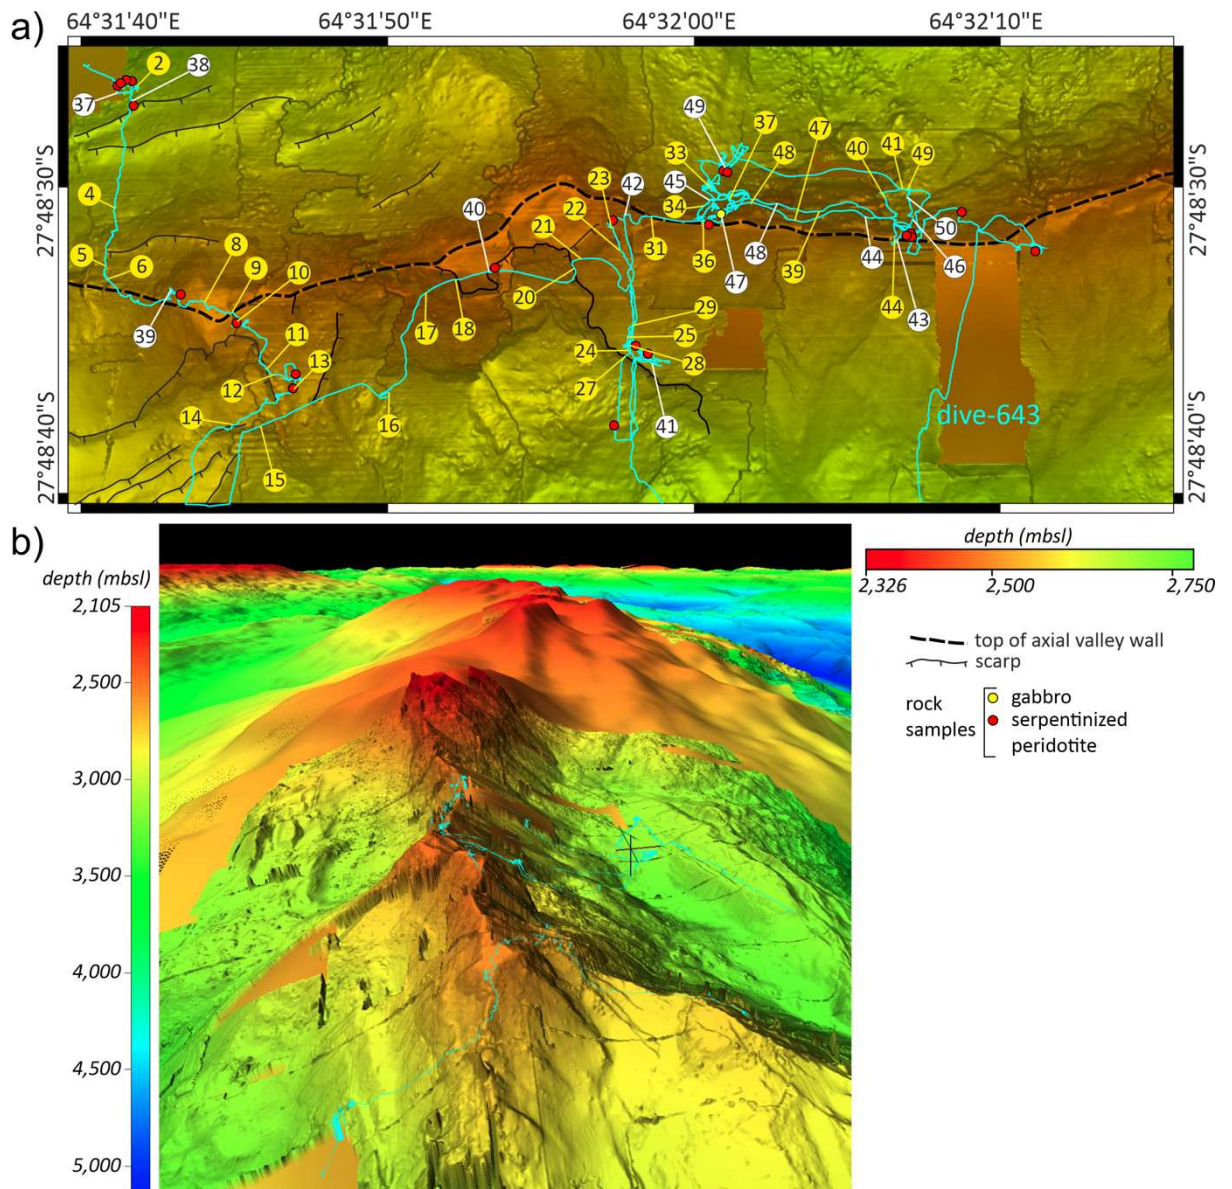 a)
64°31'40"E 64°31'50"E 64°32'00"E 64°32'10"E
27°48'30"S
27°48'40"S
27°48'30"S
27°48'40"S
2 38
37
4
5 6 8 9 10
39
11 13
12
14
15
16
17 18
40
20 21 22 23 42
24 25 29
27 28
41
31
33 34 45
49 37 48 47 40 41 49
36 47 48 39 44 44 43 46 50
dive-643
b)
depth (mbsl)
2,105
2,500
3,000
3,500
4,000
4,500
5,000
depth (mbsl)
2,326 2,500 2,750
top of axial valley wall
scarp
rock samples
gabbro
serpentinized
peridotite